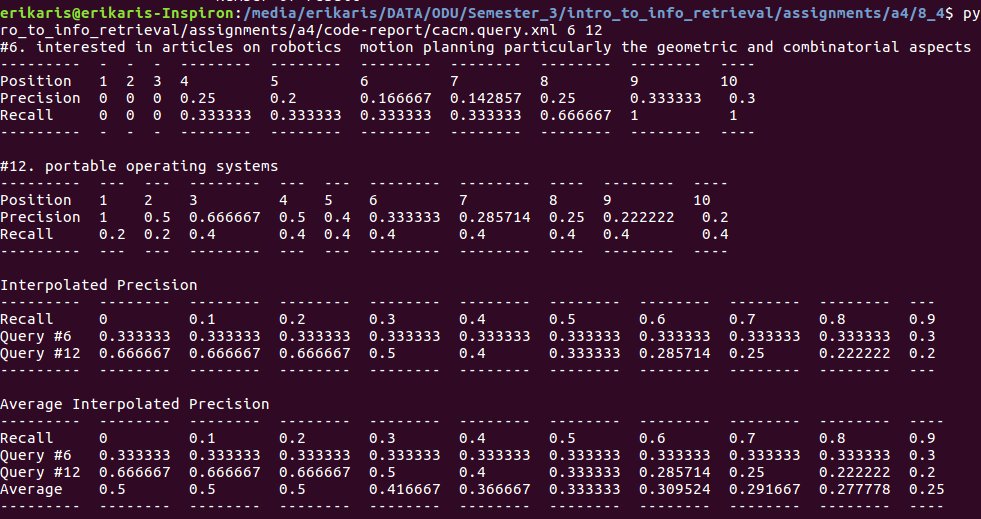 erikaris@erikaris-Inspiron:/media/erikaris/DATA/ODU/Semester_3/intro_to_info_retrieval/assignments/a4/8_4$ py
ro_to_info_retrieval/assignments/a4/code-report/cacm.query.xml 6 12
#6. interested in articles on robotics  motion planning particularly the geometric and combinatorial aspects
---------  -  -  -  --------  --------  --------  --------  --------  --------  ----
Position   1  2  3  4         5         6         7         8         9         10
Precision  0  0  0  0.25      0.2       0.166667  0.142857  0.25      0.333333   0.3
Recall     0  0  0  0.333333  0.333333  0.333333  0.333333  0.666667  1          1
---------  -  -  -  --------  --------  --------  --------  --------  --------  ----
#12. portable operating systems
---------  ---  ---  --------  ---  ---  --------  --------  ----  --------  ----
Position   1    2    3         4    5    6         7         8     9         10
Precision  1    0.5  0.666667  0.5  0.4  0.333333  0.285714  0.25  0.222222   0.2
Recall     0.2  0.2  0.4       0.4  0.4  0.4       0.4       0.4   0.4        0.4
---------  ---  ---  --------  ---  ---  --------  --------  ----  --------  ----
Interpolated Precision
---------  --------  --------  --------  --------  --------  --------  --------  --------  --------  ---
Recall     0         0.1       0.2       0.3       0.4       0.5       0.6       0.7       0.8       0.9
Query #6   0.333333  0.333333  0.333333  0.333333  0.333333  0.333333  0.333333  0.333333  0.333333  0.3
Query #12  0.666667  0.666667  0.666667  0.5       0.4       0.333333  0.285714  0.25      0.222222  0.2
---------  --------  --------  --------  --------  --------  --------  --------  --------  --------  ---
Average Interpolated Precision
---------  --------  --------  --------  --------  --------  --------  --------  --------  --------  ----
Recall     0         0.1       0.2       0.3       0.4       0.5       0.6       0.7       0.8       0.9
Query #6   0.333333  0.333333  0.333333  0.333333  0.333333  0.333333  0.333333  0.333333  0.333333  0.3
Query #12  0.666667  0.666667  0.666667  0.5       0.4       0.333333  0.285714  0.25      0.222222  0.2
Average    0.5       0.5       0.5       0.416667  0.366667  0.333333  0.309524  0.291667  0.277778  0.25
---------  --------  --------  --------  --------  --------  --------  --------  --------  --------  ----